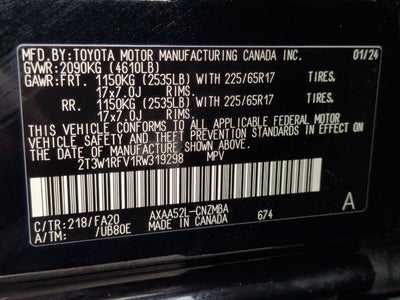 MFD.BY:TOYOTA MOTOR MANUFACTURING CANADA INC. 01/24
GVWR:2090KG (4610LB)
GAWR:FRT. 1150KG (2535LB) WITH 225/65R17 TIRES,
17x7.0J RIMS.
RR. 1150KG (2535LB) WITH 225/65R17 TIRES,
17x7.0J RIMS.
THIS VEHICLE CONFORMS TO ALL APPLICABLE FEDERAL MOTOR
VEHICLE SAFETY AND THEFT PREVENTION STANDARDS IN EFFECT ON
THE DATE OF MANUFACTURE SHOWN ABOVE.
2T3W1RFV1RW319298 MPV
C/TR:218/FA20 AXAA52L-CNZMBA A
A/TM: /UB80E MADE IN CANADA 674